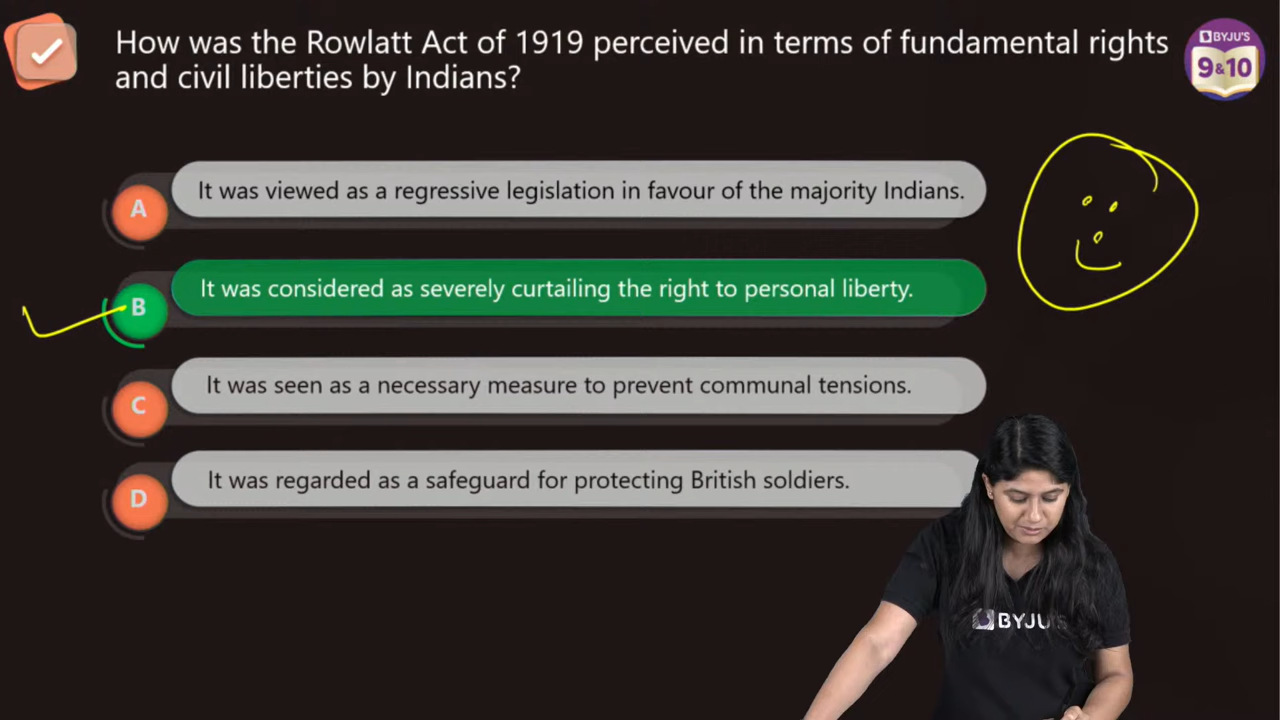 How was the Rowlatt Act of 1919 perceived in terms of fundamental rights
and civil liberties by Indians?
BYJU'S
9&10
A
It was viewed as a regressive legislation in favour of the majority Indians.
B
It was considered as severely curtailing the right to personal liberty.
C
It was seen as a necessary measure to prevent communal tensions.
D
It was regarded as a safeguard for protecting British soldiers.
BYJU'S